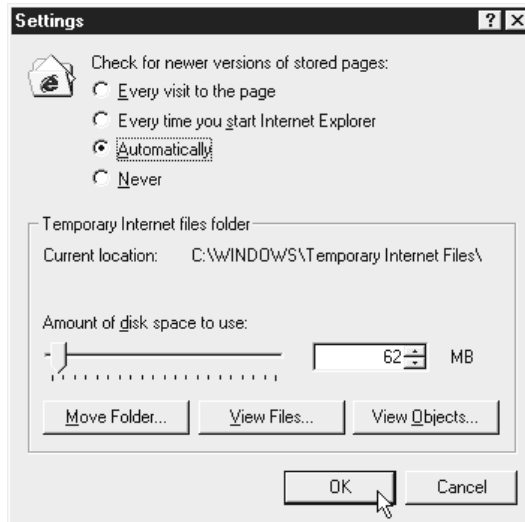 Settings
Check for newer versions of stored pages:
Every visit to the page
Every time you start Internet Explorer
Automatically
Never
Temporary Internet files folder
Current location: C:\WINDOWS\Temporary Internet Files\
Amount of disk space to use:
62 MB
Move Folder... View Files... View Objects...
OK Cancel